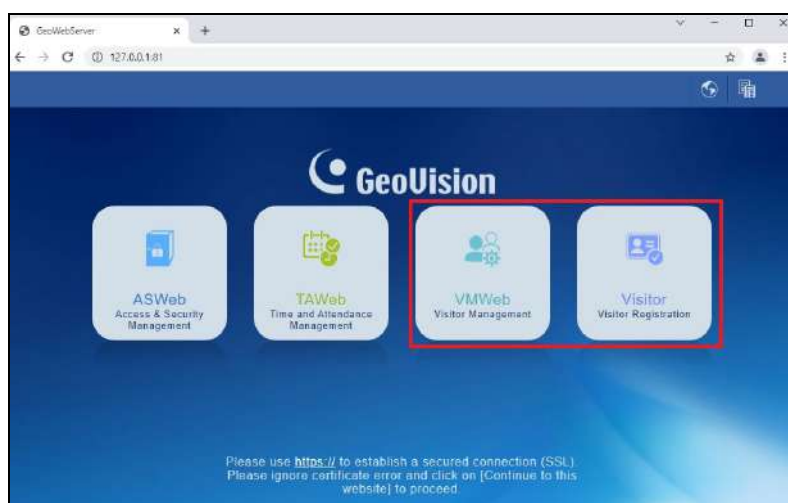 GeoWebServer
127.0.0.1:81
GeoVision
ASWeb
Access & Security
Management
TAWeb
Time and Attendance
Management
VMWeb
Visitor Management
Visitor
Visitor Registration
Please use https:// to establish a secured connection (SSL).
Please ignore certificate error and click on [Continue to this
website] to proceed.